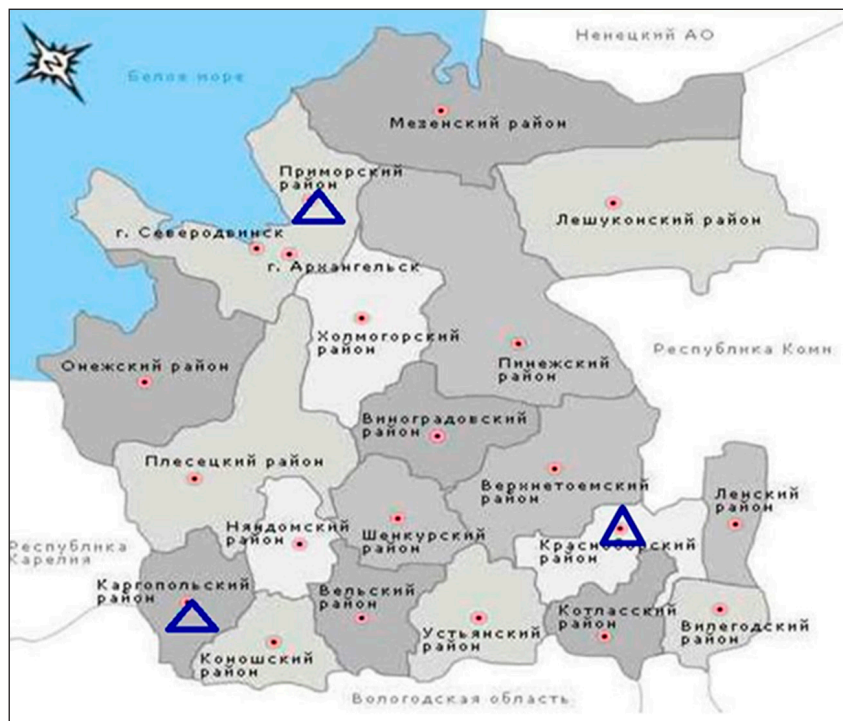 Ненецкий АО
Белое море
Мезенский район
Приморский
район
Лешуконский район
г. Северодвинск
г. Архангельск
Холмогорский
район
Республика Коми
Онежский район
Пинежский
район
Виноградовский
район
Плесецкий район
Верхнетоемский
район
Ленский
район
Няндомский
район
Шенкурский
район
Красноборский
район
Республика
Карелия
Каргопольский
район
Вельский
район
Устьянский
район
Котласский
район
Вилегодский
район
Коношский
район
Вологодская область